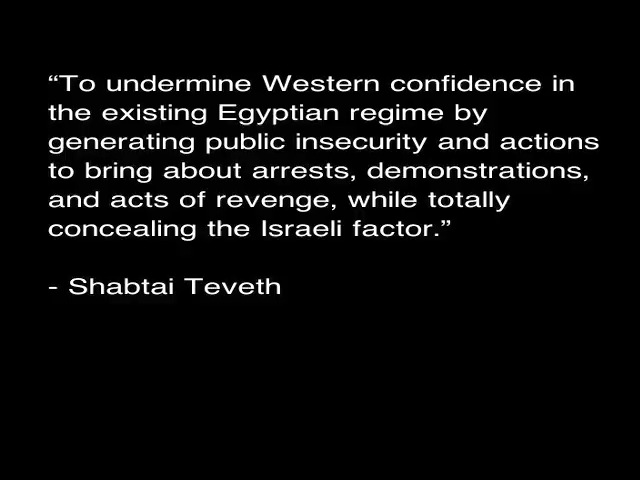 “To undermine Western confidence in
the existing Egyptian regime by
generating public insecurity and actions
to bring about arrests, demonstrations,
and acts of revenge, while totally
concealing the Israeli factor.”
- Shabtai Teveth